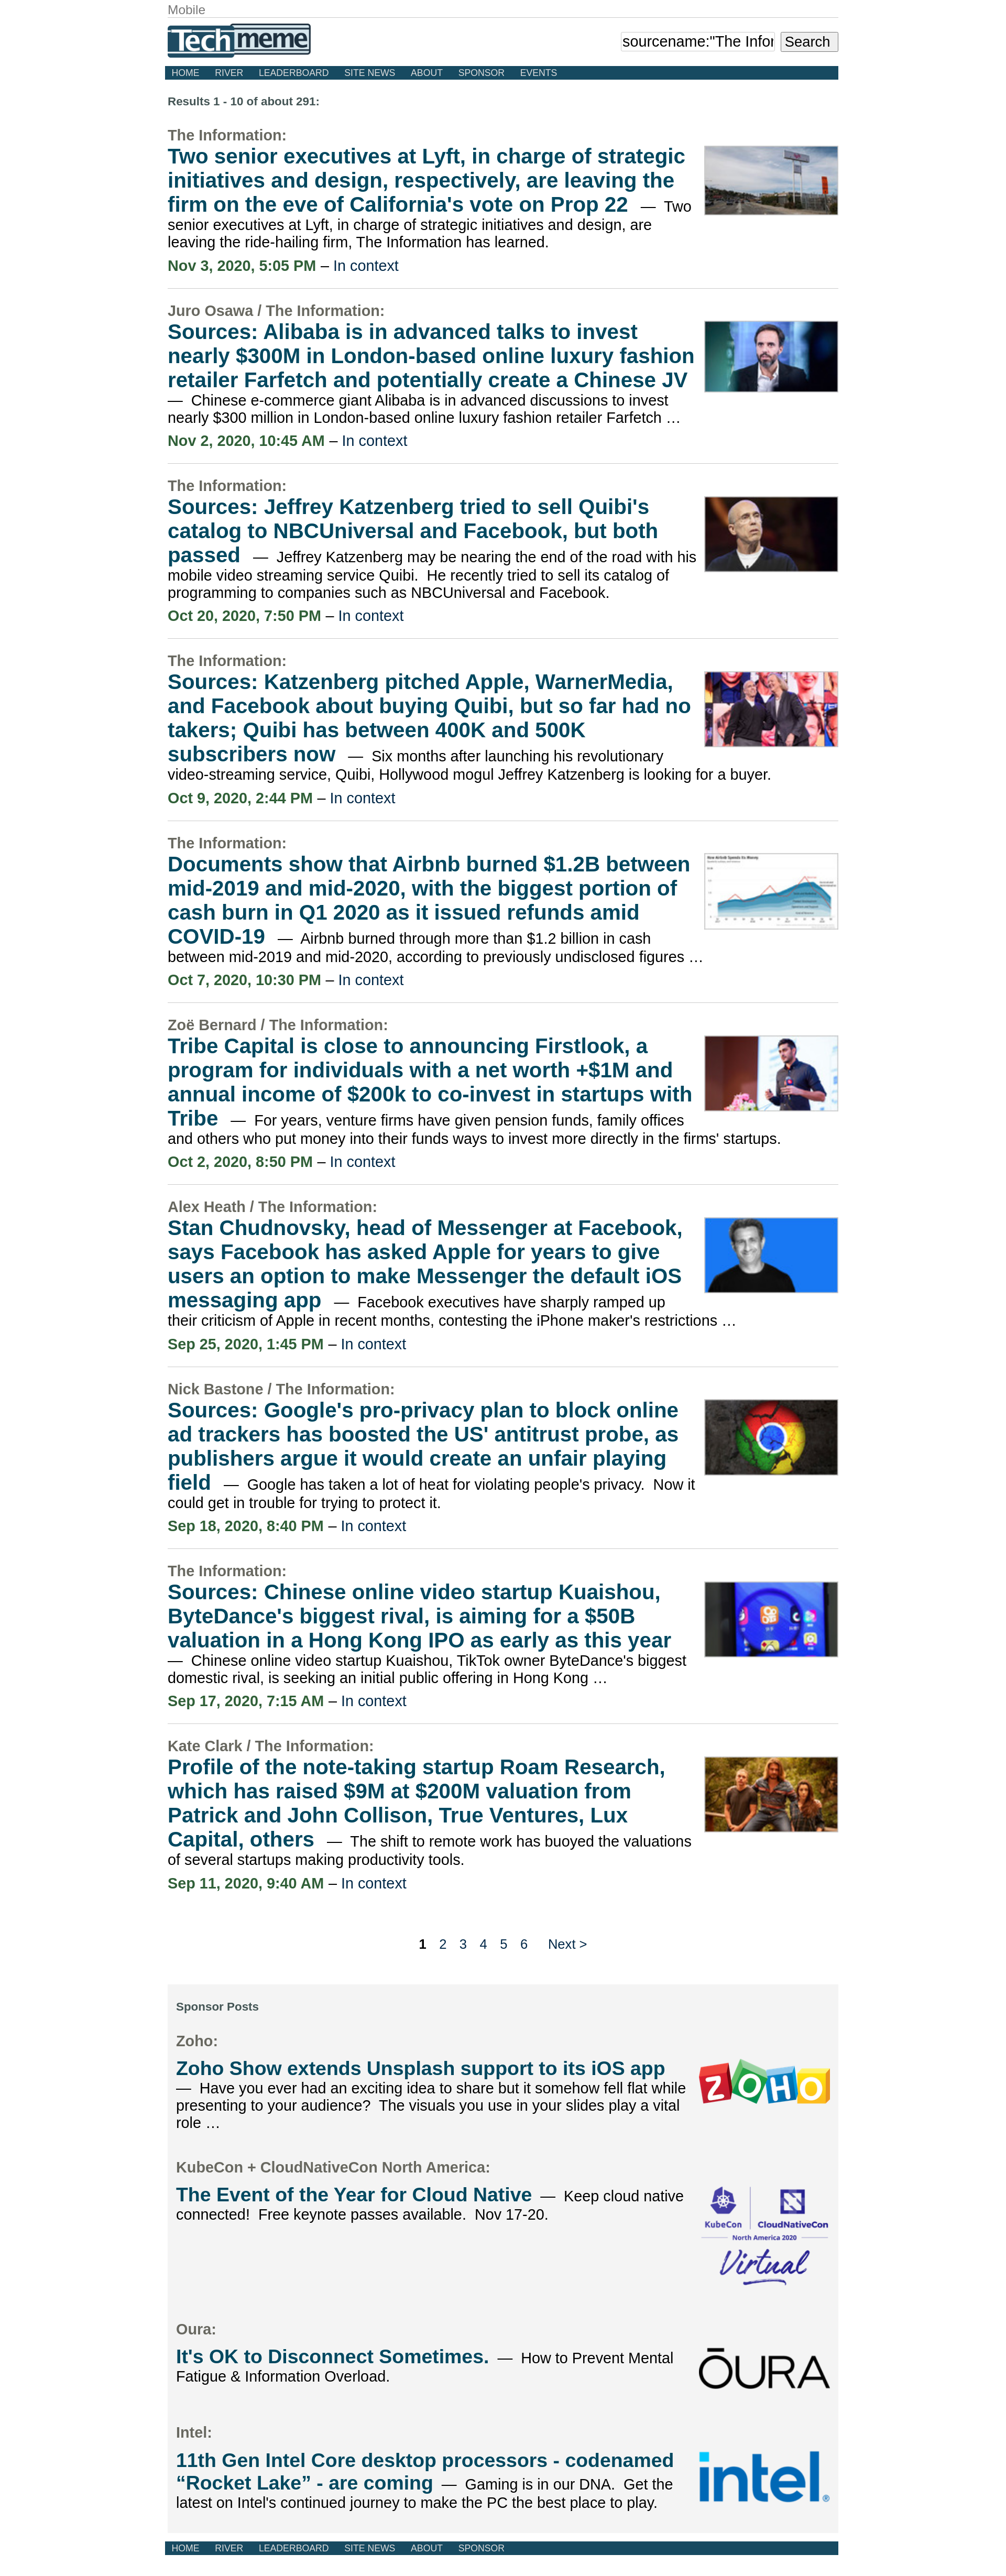 Mobile
Techmeme
sourcename:"The Infor
Search
HOME RIVER LEADERBOARD SITE NEWS ABOUT SPONSOR EVENTS
Results 1 - 10 of about 291:
The Information:
Two senior executives at Lyft, in charge of strategic
initiatives and design, respectively, are leaving the
firm on the eve of California's vote on Prop 22 — Two
senior executives at Lyft, in charge of strategic initiatives and design, are
leaving the ride-hailing firm, The Information has learned.
Nov 3, 2020, 5:05 PM – In context
Juro Osawa / The Information:
Sources: Alibaba is in advanced talks to invest
nearly $300M in London-based online luxury fashion
retailer Farfetch and potentially create a Chinese JV
— Chinese e-commerce giant Alibaba is in advanced discussions to invest
nearly $300 million in London-based online luxury fashion retailer Farfetch …
Nov 2, 2020, 10:45 AM – In context
The Information:
Sources: Jeffrey Katzenberg tried to sell Quibi's
catalog to NBCUniversal and Facebook, but both
passed — Jeffrey Katzenberg may be nearing the end of the road with his
mobile video streaming service Quibi. He recently tried to sell its catalog of
programming to companies such as NBCUniversal and Facebook.
Oct 20, 2020, 7:50 PM – In context
The Information:
Sources: Katzenberg pitched Apple, WarnerMedia,
and Facebook about buying Quibi, but so far had no
takers; Quibi has between 400K and 500K
subscribers now — Six months after launching his revolutionary
video-streaming service, Quibi, Hollywood mogul Jeffrey Katzenberg is looking for a buyer.
Oct 9, 2020, 2:44 PM – In context
The Information:
Documents show that Airbnb burned $1.2B between
mid-2019 and mid-2020, with the biggest portion of
cash burn in Q1 2020 as it issued refunds amid
COVID-19 — Airbnb burned through more than $1.2 billion in cash
between mid-2019 and mid-2020, according to previously undisclosed figures …
Oct 7, 2020, 10:30 PM – In context
Zoë Bernard / The Information:
Tribe Capital is close to announcing Firstlook, a
program for individuals with a net worth +$1M and
annual income of $200k to co-invest in startups with
Tribe — For years, venture firms have given pension funds, family offices
and others who put money into their funds ways to invest more directly in the firms' startups.
Oct 2, 2020, 8:50 PM – In context
Alex Heath / The Information:
Stan Chudnovsky, head of Messenger at Facebook,
says Facebook has asked Apple for years to give
users an option to make Messenger the default iOS
messaging app — Facebook executives have sharply ramped up
their criticism of Apple in recent months, contesting the iPhone maker's restrictions …
Sep 25, 2020, 1:45 PM – In context
Nick Bastone / The Information:
Sources: Google's pro-privacy plan to block online
ad trackers has boosted the US' antitrust probe, as
publishers argue it would create an unfair playing
field — Google has taken a lot of heat for violating people's privacy. Now it
could get in trouble for trying to protect it.
Sep 18, 2020, 8:40 PM – In context
The Information:
Sources: Chinese online video startup Kuaishou,
ByteDance's biggest rival, is aiming for a $50B
valuation in a Hong Kong IPO as early as this year
— Chinese online video startup Kuaishou, TikTok owner ByteDance's biggest
domestic rival, is seeking an initial public offering in Hong Kong …
Sep 17, 2020, 7:15 AM – In context
Kate Clark / The Information:
Profile of the note-taking startup Roam Research,
which has raised $9M at $200M valuation from
Patrick and John Collison, True Ventures, Lux
Capital, others — The shift to remote work has buoyed the valuations
of several startups making productivity tools.
Sep 11, 2020, 9:40 AM – In context
1 2 3 4 5 6 Next >
Sponsor Posts
Zoho:
Zoho Show extends Unsplash support to its iOS app
— Have you ever had an exciting idea to share but it somehow fell flat while
presenting to your audience? The visuals you use in your slides play a vital
role …
ZOHO
KubeCon + CloudNativeCon North America:
The Event of the Year for Cloud Native — Keep cloud native
connected! Free keynote passes available. Nov 17-20.
KubeCon CloudNativeCon
North America 2020
Virtual
Oura:
It's OK to Disconnect Sometimes. — How to Prevent Mental
Fatigue & Information Overload.
ŌURA
Intel:
11th Gen Intel Core desktop processors - codenamed
“Rocket Lake” - are coming — Gaming is in our DNA. Get the
latest on Intel's continued journey to make the PC the best place to play.
intel®
HOME RIVER LEADERBOARD SITE NEWS ABOUT SPONSOR